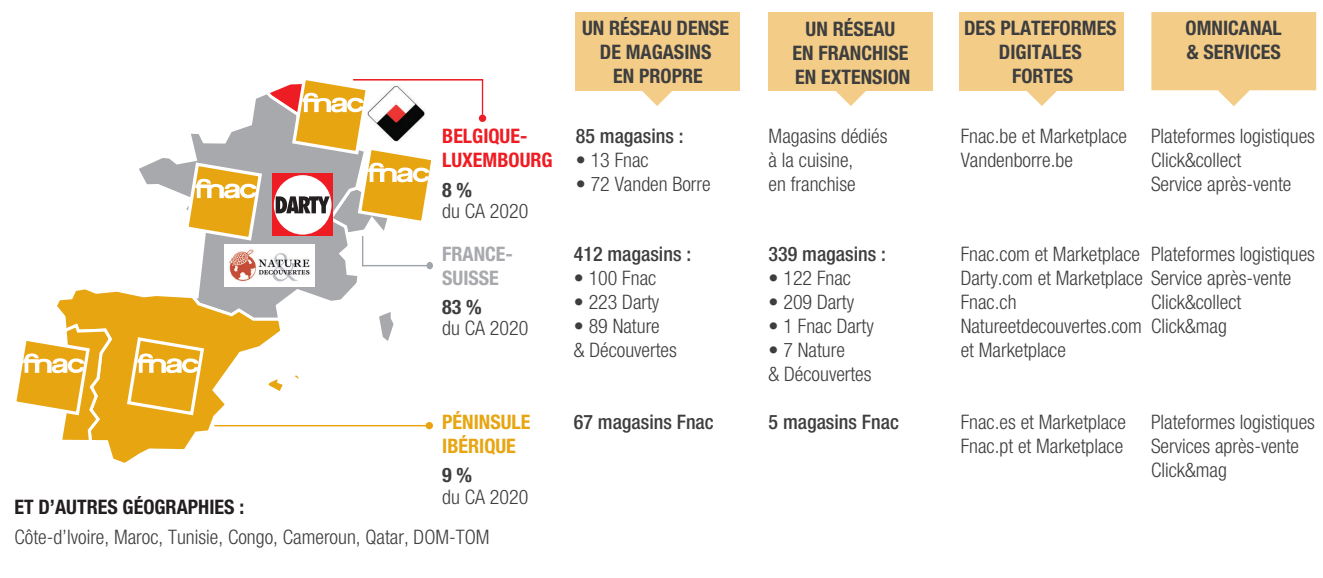 UN RÉSEAU DENSE
DE MAGASINS
EN PROPRE
UN RÉSEAU
EN FRANCHISE
EN EXTENSION
DES PLATEFORMES
DIGITALES
FORTES
OMNICANAL
& SERVICES
fnac
fnac
fnac
DARTY
NATURE
&
DECOUVERTES
fnac
fnac
BELGIQUE-
LUXEMBOURG
8 %
du CA 2020
85 magasins :
• 13 Fnac
• 72 Vanden Borre
Magasins dédiés
à la cuisine,
en franchise
Fnac.be et Marketplace
Vandenborre.be
Plateformes logistiques
Click&collect
Service après-vente
FRANCE-
SUISSE
83 %
du CA 2020
412 magasins :
• 100 Fnac
• 223 Darty
• 89 Nature
& Découvertes
339 magasins :
• 122 Fnac
• 209 Darty
• 1 Fnac Darty
• 7 Nature
& Découvertes
Fnac.com et Marketplace
Darty.com et Marketplace
Fnac.ch
Natureetdecouvertes.com
et Marketplace
Plateformes logistiques
Service après-vente
Click&collect
Click&mag
PÉNINSULE
IBÉRIQUE
9 %
du CA 2020
67 magasins Fnac
5 magasins Fnac
Fnac.es et Marketplace
Fnac.pt et Marketplace
Plateformes logistiques
Services après-vente
Click&mag
ET D'AUTRES GÉOGRAPHIES :
Côte-d'Ivoire, Maroc, Tunisie, Congo, Cameroun, Qatar, DOM-TOM